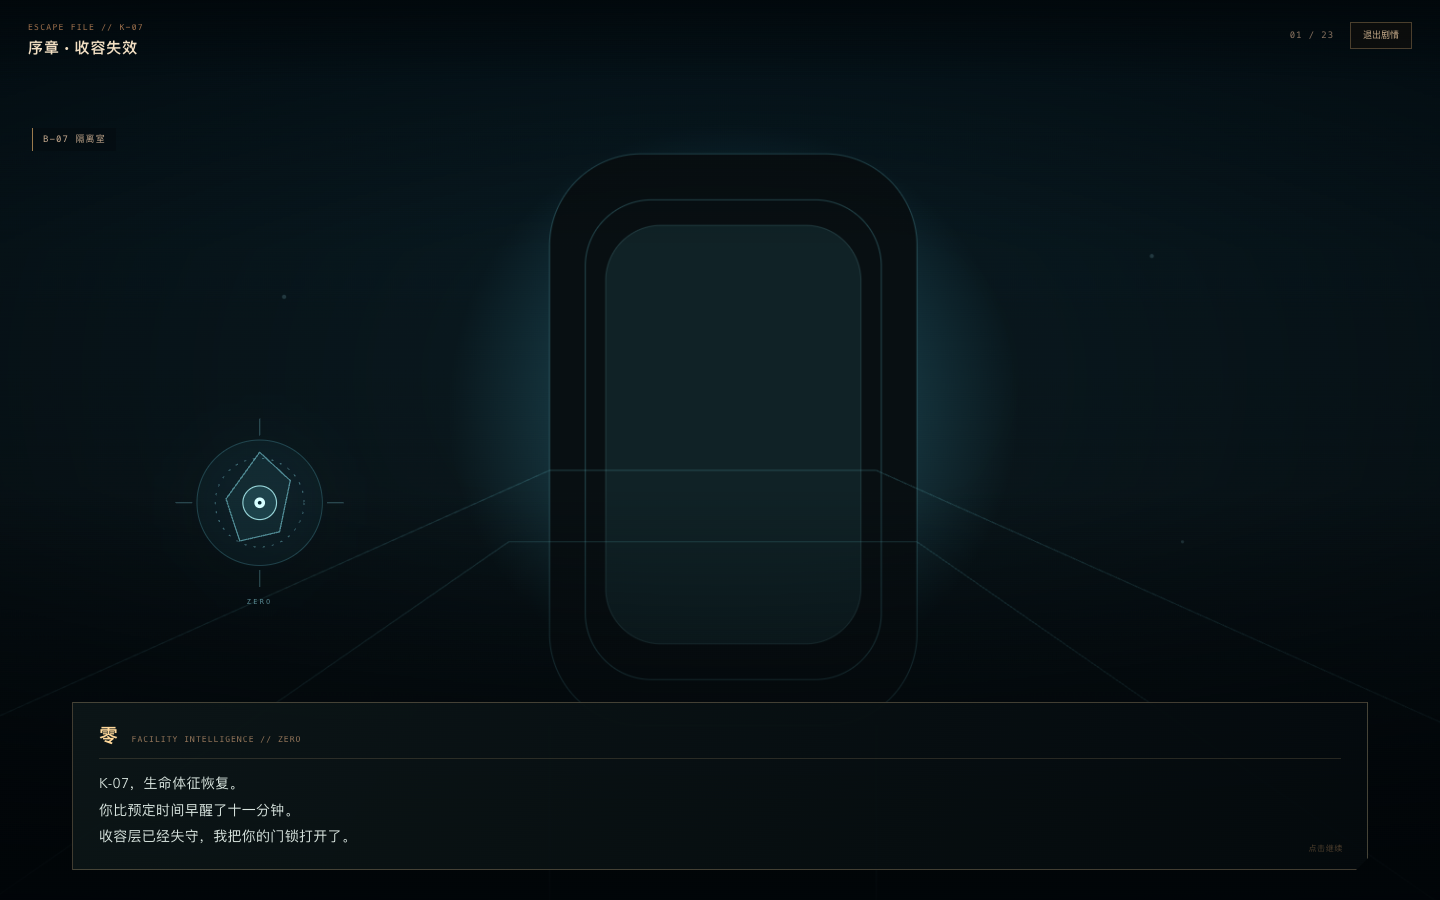 ESCAPE FILE // K-07
序章·收容失效
01 / 23
退出剧情
B-07 隔离室
ZERO
零
FACILITY INTELLIGENCE // ZERO
K-07，生命体征恢复。
你比预定时间早醒了十一分钟。
收容层已经失守，我把你的门锁打开了。
点击继续